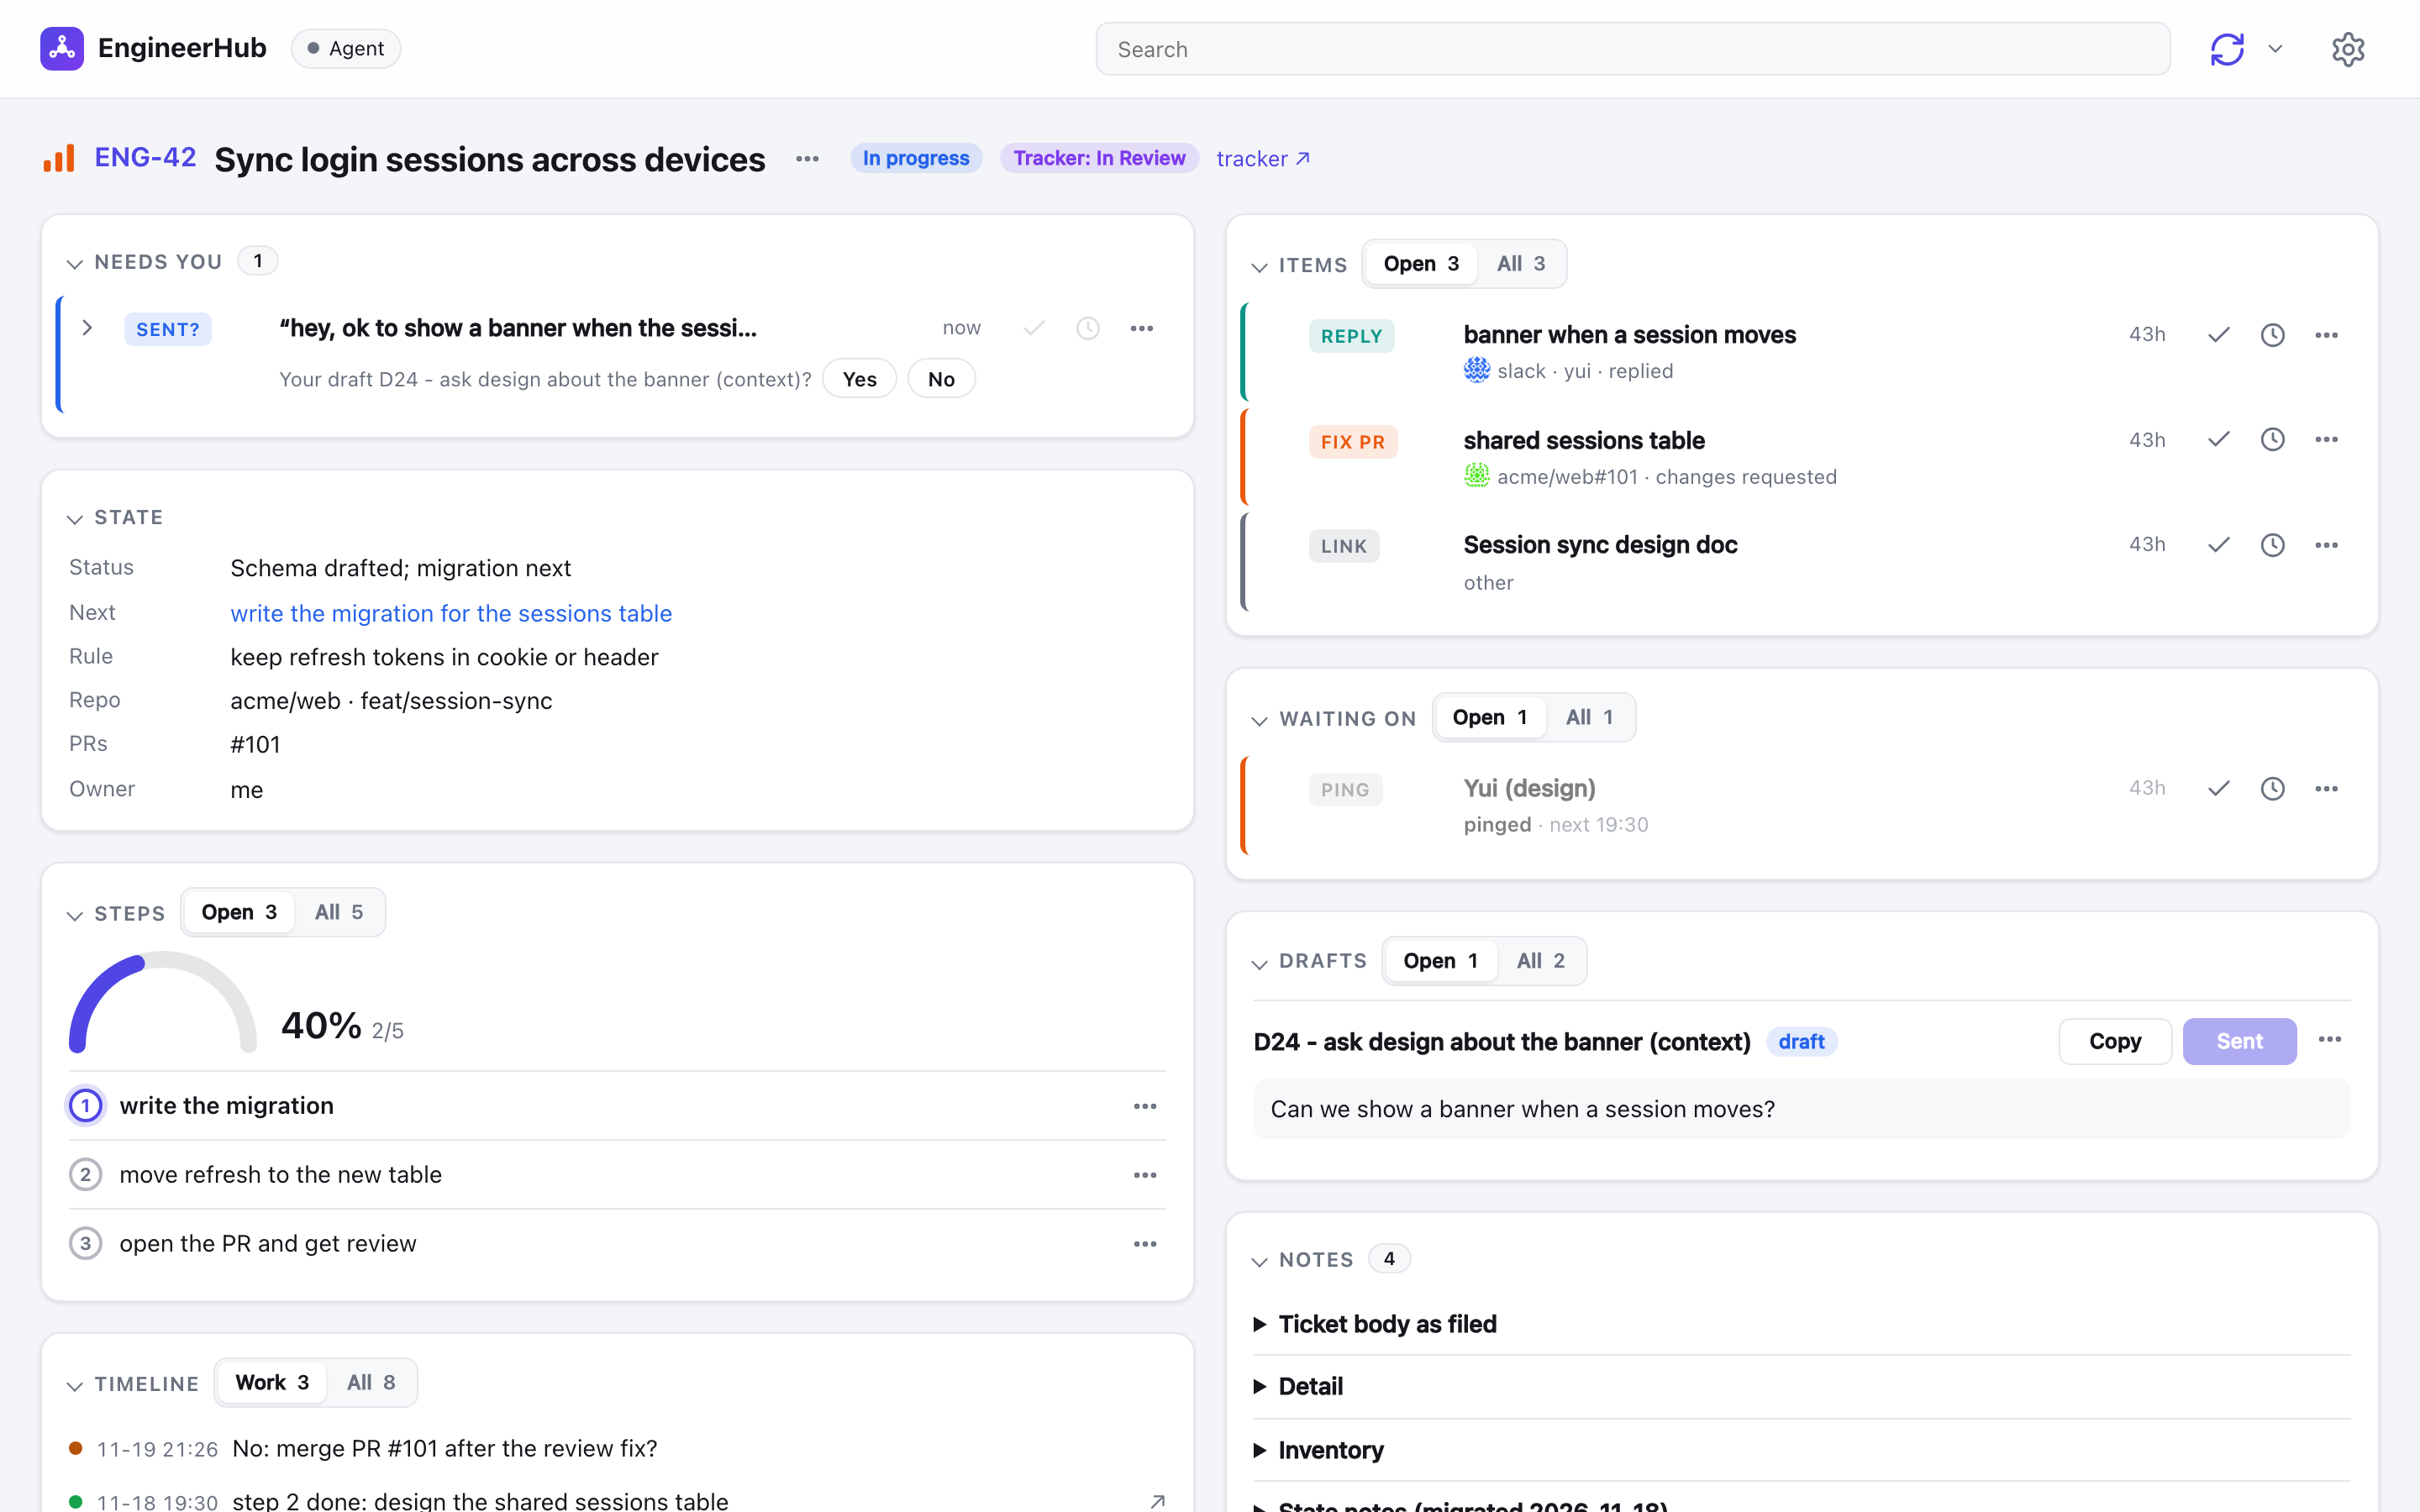 EngineerHub
Agent
Search
ENG-42 Sync login sessions across devices
In progress
Tracker: In Review
tracker ↗
NEEDS YOU 1
SENT?
“hey, ok to show a banner when the sessi...
now
Your draft D24 - ask design about the banner (context)?
Yes
No
STATE
Status Schema drafted; migration next
Next write the migration for the sessions table
Rule keep refresh tokens in cookie or header
Repo acme/web · feat/session-sync
PRs #101
Owner me
STEPS Open 3 All 5
40% 2/5
1 write the migration
2 move refresh to the new table
3 open the PR and get review
TIMELINE Work 3 All 8
11-19 21:26 No: merge PR #101 after the review fix?
11-18 19:30 step 2 done: design the shared sessions table
ITEMS Open 3 All 3
REPLY banner when a session moves 43h
slack · yui · replied
FIX PR shared sessions table 43h
acme/web#101 · changes requested
LINK Session sync design doc 43h
other
WAITING ON Open 1 All 1
PING Yui (design) 43h
pinged · next 19:30
DRAFTS Open 1 All 2
D24 - ask design about the banner (context) draft
Copy
Sent
Can we show a banner when a session moves?
NOTES 4
Ticket body as filed
Detail
Inventory
State notes (migrated 2026-11-18)